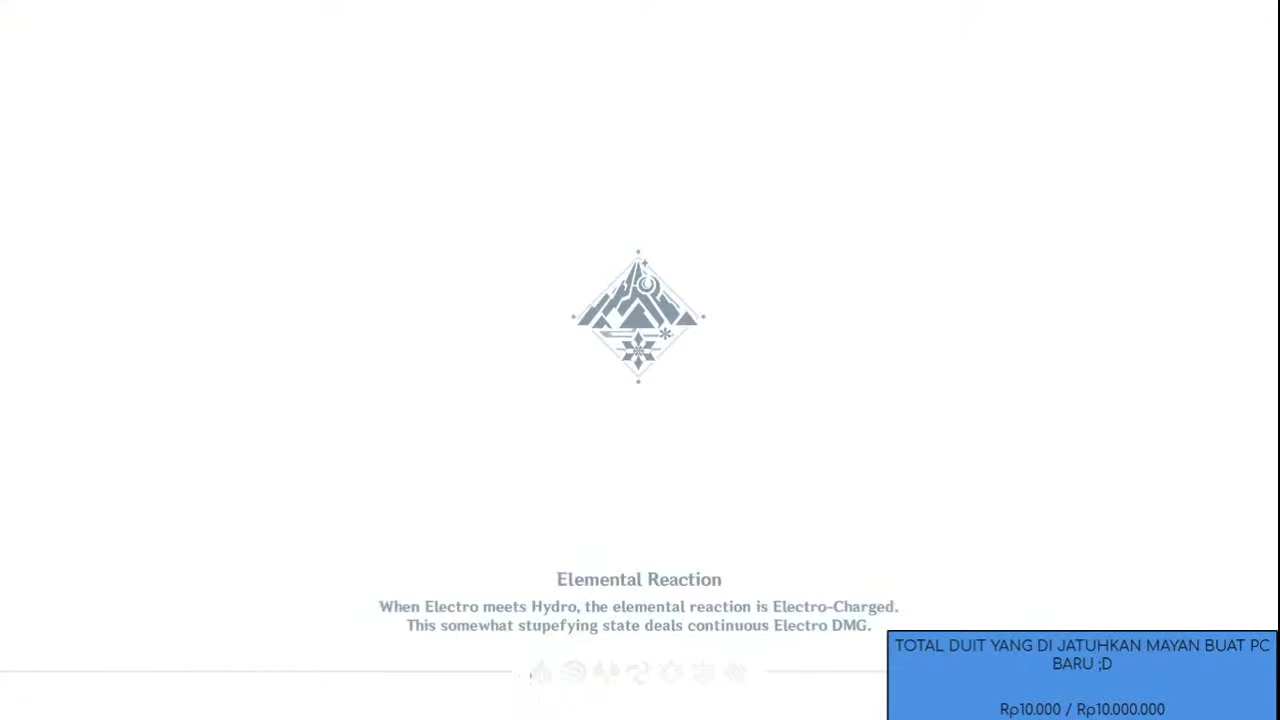 Elemental Reaction
When Electro meets Hydro, the elemental reaction is Electro-Charged.
This somewhat stupefying state deals continuous Electro DMG.
TOTAL DUIT YANG DI JATUHKAN MAYAN BUAT PC
BARU ;D
Rp10.000 / Rp10.000.000